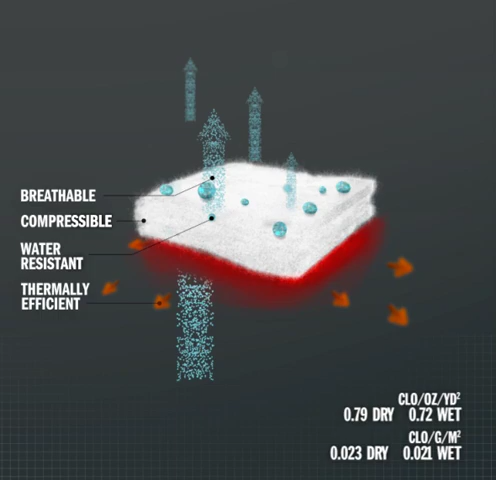 BREATHABLE
COMPRESSIBLE
WATER
RESISTANT
THERMALLY
EFFICIENT
CLO/OZ/YD²
0.79 DRY 0.72 WET
CLO/G/M²
0.023 DRY 0.021 WET